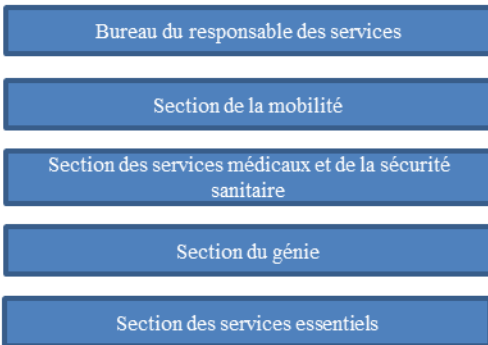 Bureau du responsable des services
Section de la mobilité
Section des services médicaux et de la sécurité
sanitaire
Section du génie
Section des services essentiels